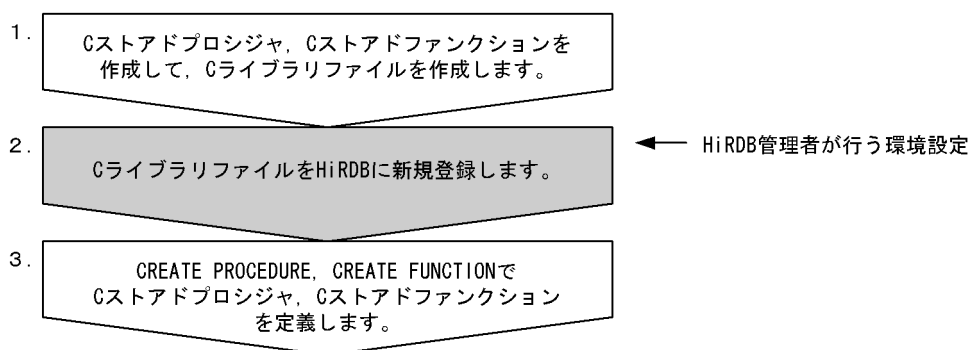 1.
Cストアドプロシジャ，Cストアドファンクションを
作成して，Cライブラリファイルを作成します。
2.
CライブラリファイルをHiRDBに新規登録します。
HiRDB管理者が行う環境設定
3.
CREATE PROCEDURE，CREATE FUNCTIONで
Cストアドプロシジャ，Cストアドファンクション
を定義します。